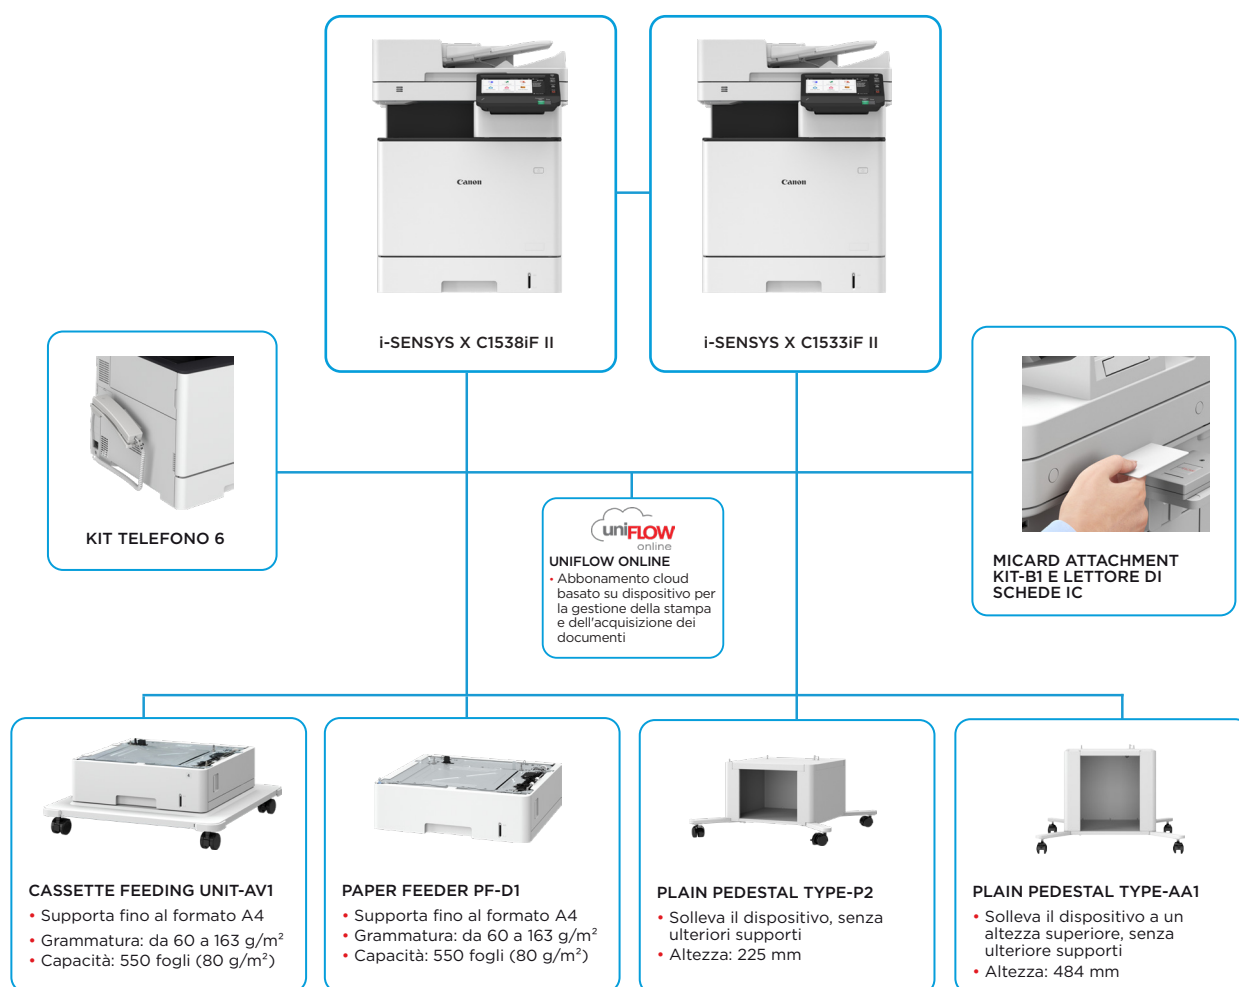 Canon
Canon
i-SENSYS X C1538iF II
i-SENSYS X C1533iF II
KIT TELEFONO 6
uniFLOW
online
UNIFLOW ONLINE
• Abbonamento cloud
basato su dispositivo per
la gestione della stampa
e dell'acquisizione dei
documenti
MICARD ATTACHMENT
KIT-B1 E LETTORE DI
SCHEDE IC
CASSETTE FEEDING UNIT-AV1
• Supporta fino al formato A4
• Grammatura: da 60 a 163 g/m²
• Capacità: 550 fogli (80 g/m²)
PAPER FEEDER PF-D1
• Supporta fino al formato A4
• Grammatura: da 60 a 163 g/m²
• Capacità: 550 fogli (80 g/m²)
PLAIN PEDESTAL TYPE-P2
• Solleva il dispositivo, senza
ulteriori supporti
• Altezza: 225 mm
PLAIN PEDESTAL TYPE-AA1
• Solleva il dispositivo a un
altezza superiore, senza
ulteriore supporti
• Altezza: 484 mm